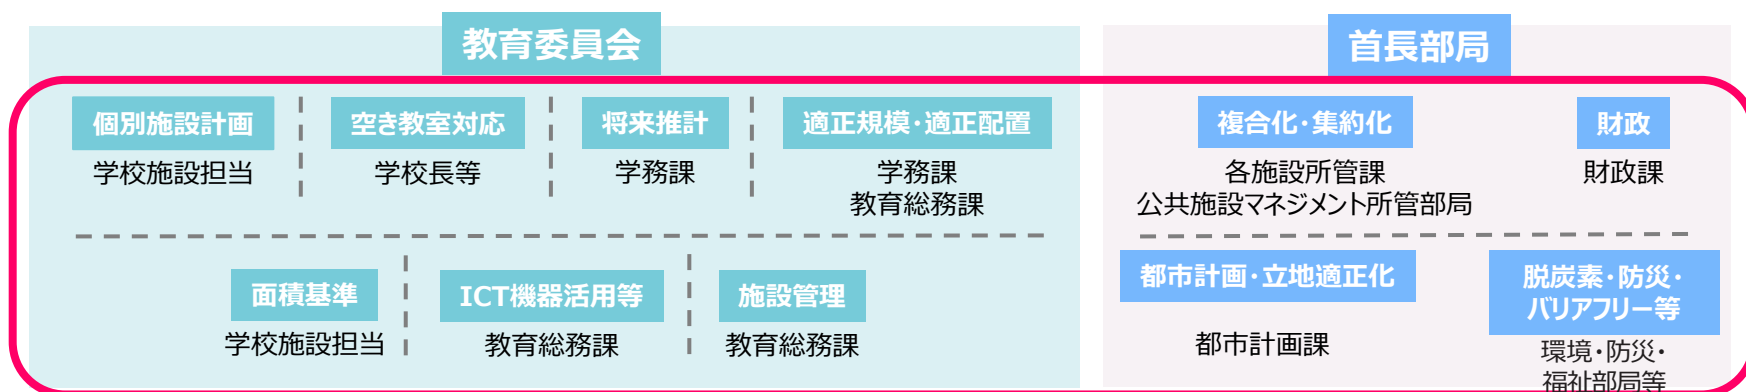 教育委員会
個別施設計画
学校施設担当
空き教室対応
学校長等
将来推計
学務課
適正規模・適正配置
学務課
教育総務課
面積基準
学校施設担当
ICT機器活用等
教育総務課
施設管理
教育総務課
首長部局
複合化・集約化
各施設所管課
公共施設マネジメント所管部局
財政
財政課
都市計画・立地適正化
都市計画課
脱炭素・防災・
バリアフリー等
環境・防災・
福祉部局等